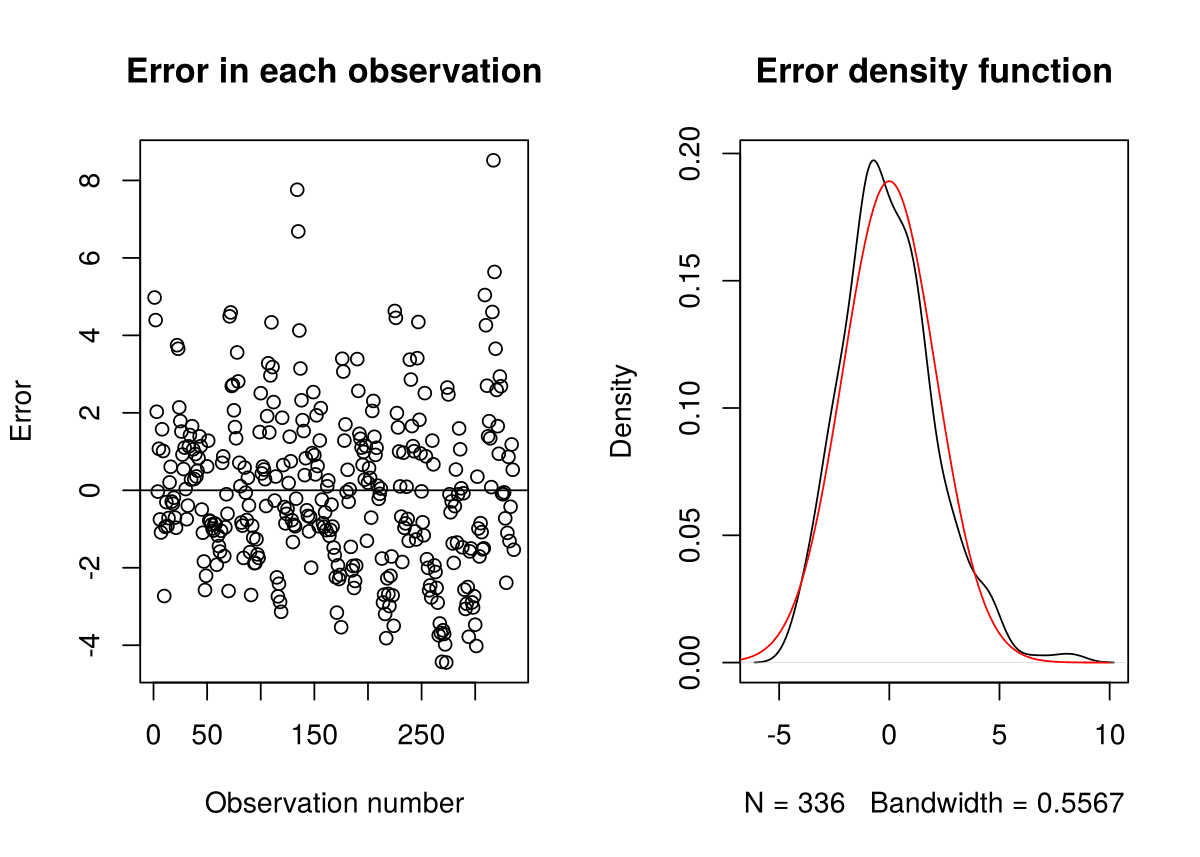 Error in each observation
Error
8
6
4
2
0
-2
-4
0 50 150 250
Observation number
Error density function
Density
0.20
0.15
0.10
0.05
0.00
-5 0 5 10
N = 336 Bandwidth = 0.5567